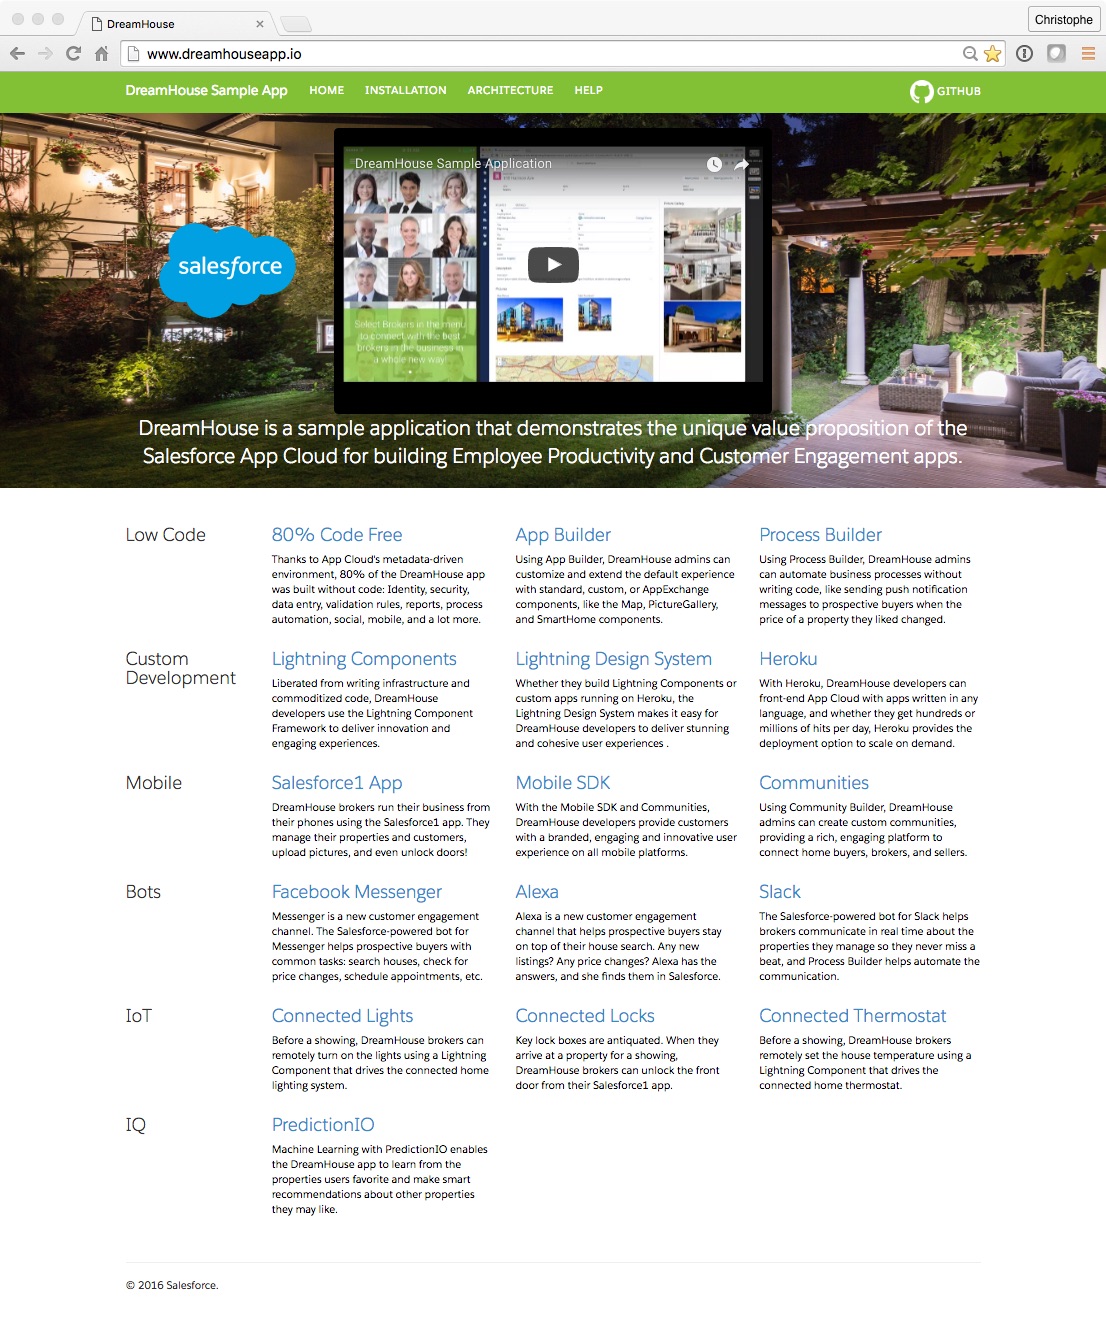 DreamHouse
Christophe
www.dreamhouseapp.io
DreamHouse Sample App HOME INSTALLATION ARCHITECTURE HELP GITHUB
DreamHouse Sample Application
salesforce
Select Brokers in the menu
to connect with the best
brokers in the business in
a whole new way!
DreamHouse is a sample application that demonstrates the unique value proposition of the
Salesforce App Cloud for building Employee Productivity and Customer Engagement apps.
Low Code
80% Code Free
Thanks to App Cloud's metadata-driven
environment, 80% of the DreamHouse app
was built without code: Identity, security,
data entry, validation rules, reports, process
automation, social, mobile, and a lot more.
App Builder
Using App Builder, DreamHouse admins can
customize and extend the default experience
with standard, custom, or AppExchange
components, like the Map, PictureGallery,
and SmartHome components.
Process Builder
Using Process Builder, DreamHouse admins
can automate business processes without
writing code, like sending push notification
messages to prospective buyers when the
price of a property they liked changed.
Custom
Development
Lightning Components
Liberated from writing infrastructure and
commoditized code, DreamHouse
developers use the Lightning Component
Framework to deliver innovation and
engaging experiences.
Lightning Design System
Whether they build Lightning Components or
custom apps running on Heroku, the
Lightning Design System makes it easy for
DreamHouse developers to deliver stunning
and cohesive user experiences .
Heroku
With Heroku, DreamHouse developers can
front-end App Cloud with apps written in any
language, and whether they get hundreds or
millions of hits per day, Heroku provides the
deployment option to scale on demand.
Mobile
Salesforce1 App
DreamHouse brokers run their business from
their phones using the Salesforce1 app. They
manage their properties and customers,
upload pictures, and even unlock doors!
Mobile SDK
With the Mobile SDK and Communities,
DreamHouse developers provide customers
with a branded, engaging and innovative user
experience on all mobile platforms.
Communities
Using Community Builder, DreamHouse
admins can create custom communities,
providing a rich, engaging platform to
connect home buyers, brokers, and sellers.
Bots
Facebook Messenger
Messenger is a new customer engagement
channel. The Salesforce-powered bot for
Messenger helps prospective buyers with
common tasks: search houses, check for
price changes, schedule appointments, etc.
Alexa
Alexa is a new customer engagement
channel that helps prospective buyers stay
on top of their house search. Any new
listings? Any price changes? Alexa has the
answers, and she finds them in Salesforce.
Slack
The Salesforce-powered bot for Slack helps
brokers communicate in real time about the
properties they manage so they never miss a
beat, and Process Builder helps automate the
communication.
IoT
Connected Lights
Before a showing, DreamHouse brokers can
remotely turn on the lights using a Lightning
Component that drives the connected home
lighting system.
Connected Locks
Key lock boxes are antiquated. When they
arrive at a property for a showing,
DreamHouse brokers can unlock the front
door from their Salesforce1 app.
Connected Thermostat
Before a showing, DreamHouse brokers
remotely set the house temperature using a
Lightning Component that drives the
connected home thermostat.
IQ
PredictionIO
Machine Learning with PredictionIO enables
the DreamHouse app to learn from the
properties users favorite and make smart
recommendations about other properties
they may like.
© 2016 Salesforce.